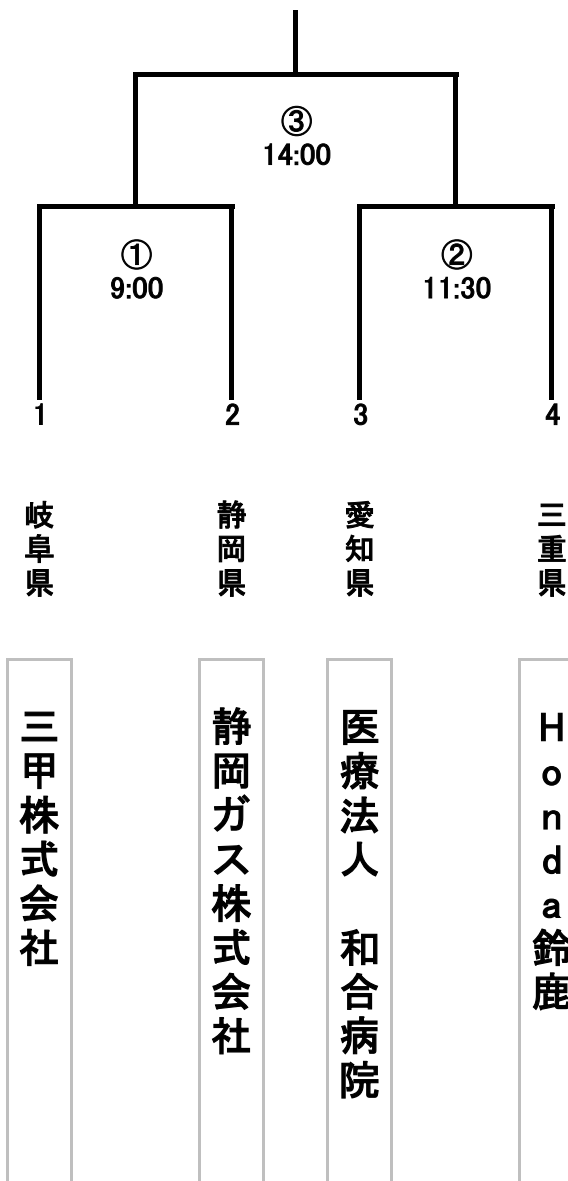 ③
14:00
①
9:00
②
11:30
1
2
3
4
岐阜県
静岡県
愛知県
三重県
三甲株式会社
静岡ガス株式会社
医療法人　和合病院
Honda鈴鹿